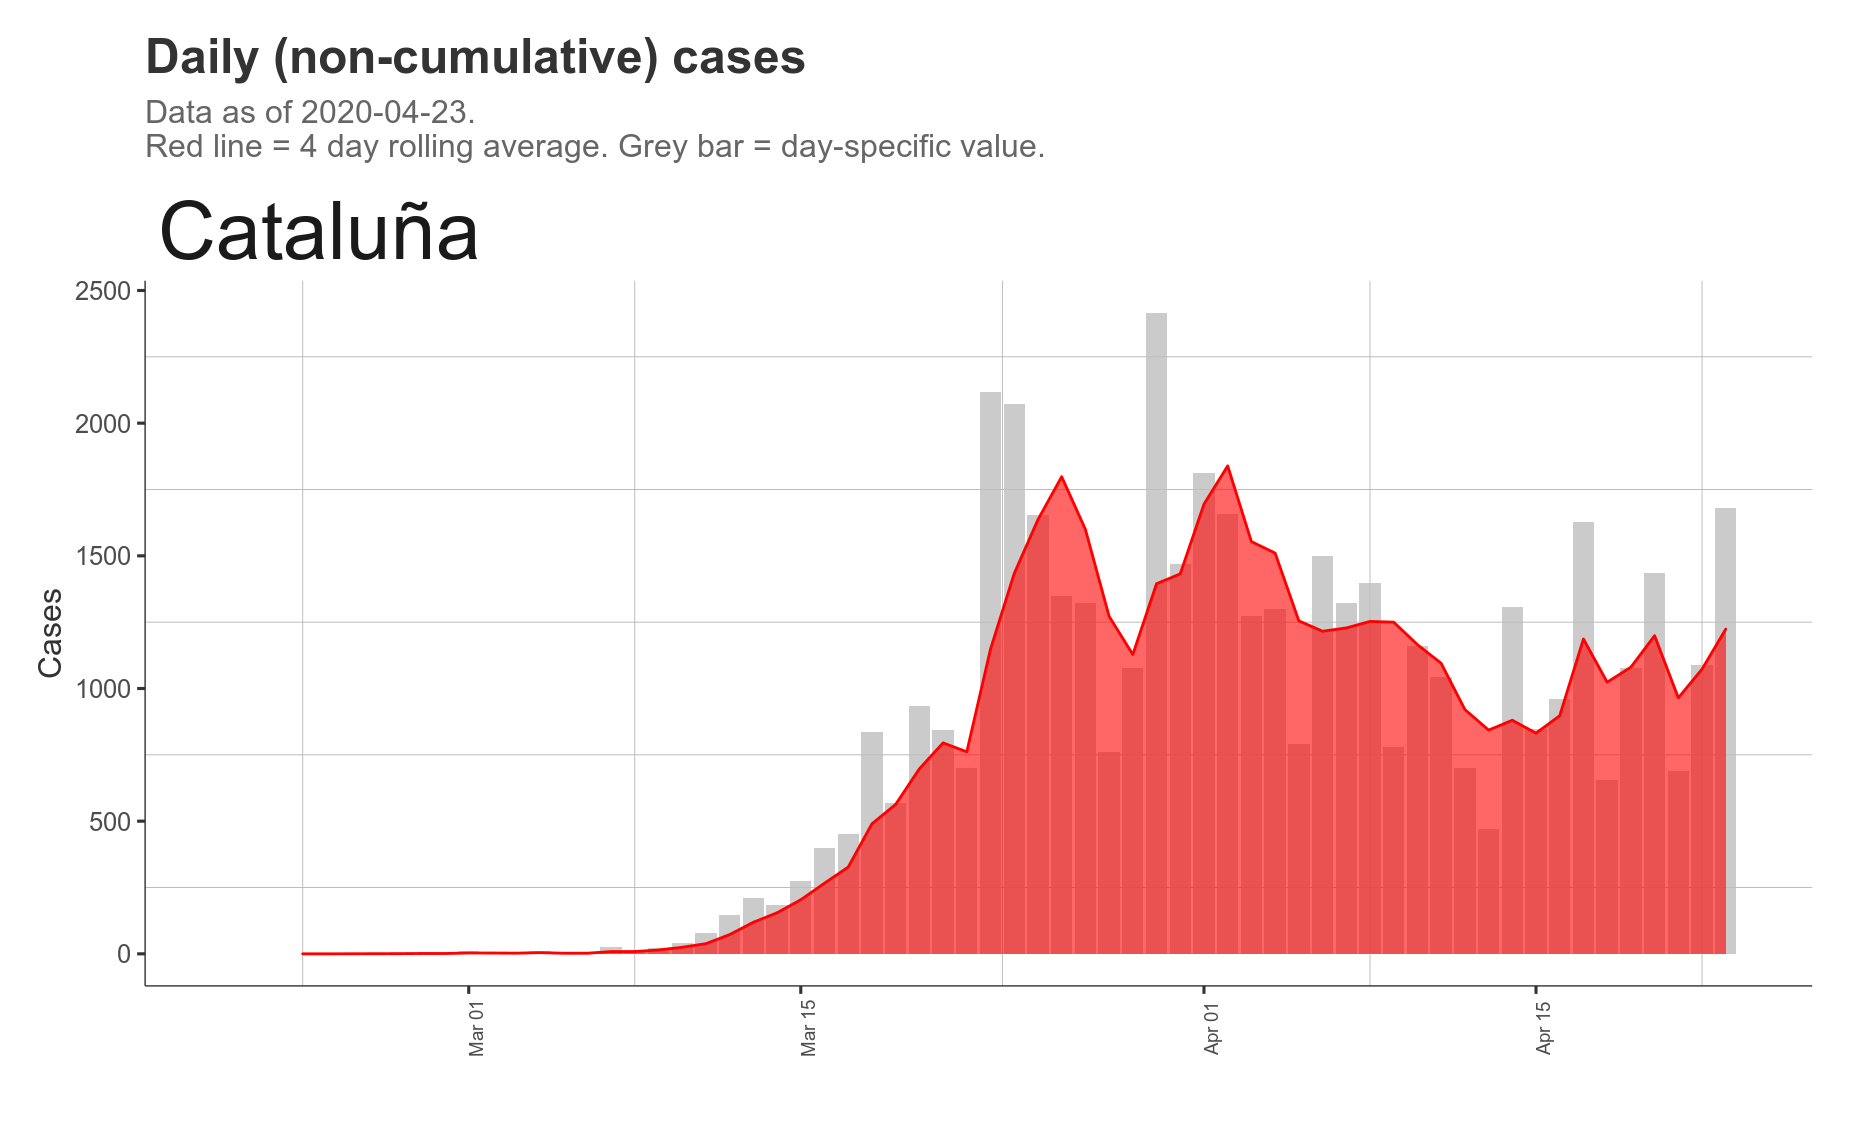 Daily (non-cumulative) cases
Data as of 2020-04-23.
Red line = 4 day rolling average. Grey bar = day-specific value.
Cataluña
2500
2000
1500
1000
500
0
Cases
Mar 01
Mar 15
Apr 01
Apr 15